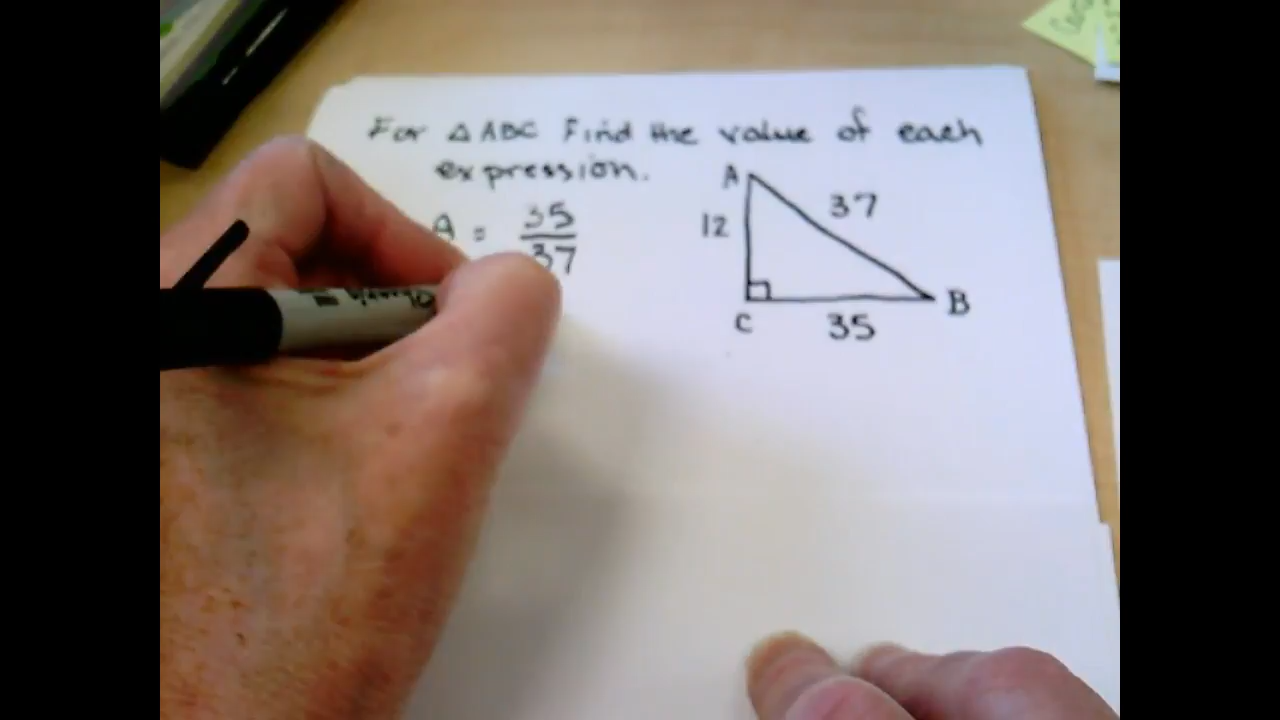 For △ABC Find the value of each
expression.
A = 35
37
A
37
12
C
35
B